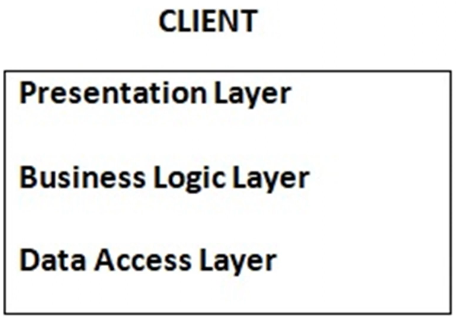 CLIENT
Presentation Layer
Business Logic Layer
Data Access Layer